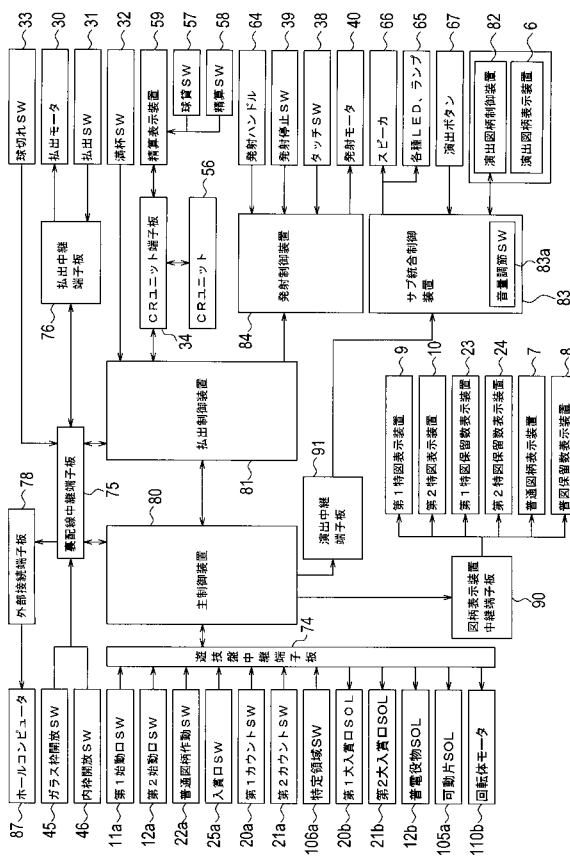 33
球切れSW
30
払出モータ
11
払出SW
32
満杯SW
59
精算表示装置
57
球貸SW
58
精算SW
64
発射ハンドル
39
発射停止SW
38
タッチSW
40
発射モータ
66
スピーカ
65
各種LED、ランプ
67
演出ボタン
82
演出図柄制御装置
6
演出図柄表示装置
払出中継
端子板
76
CRユニット端子板
34
56
CRユニット
発射制御装置
84
サブ統合制御
装置
音量調節SW
83a
83
78
外部接続端子板
裏配線中継端子板
75
払出制御装置
81
80
主制御装置
91
演出中継
端子板
9
第1特図表示装置
10
第2特図表示装置
23
第1特図保留数表示装置
24
第2特図保留数表示装置
7
普通図柄表示装置
8
普図保留数表示装置
図柄表示装置
中継端子板
90
74
遊技盤中継端子板
87
ホールコンピュータ
45
ガラス枠開放SW
46
内枠開放SW
11a
第1始動口SW
12a
第2始動口SW
22a
普通図柄作動SW
25a
入賞口SW
20a
第1カウントSW
21a
第2カウントSW
106a
特定領域SW
20b
第1大入賞口SOL
21b
第2大入賞口SOL
12b
普電役物SOL
105a
可動片SOL
110b
回転体モータ